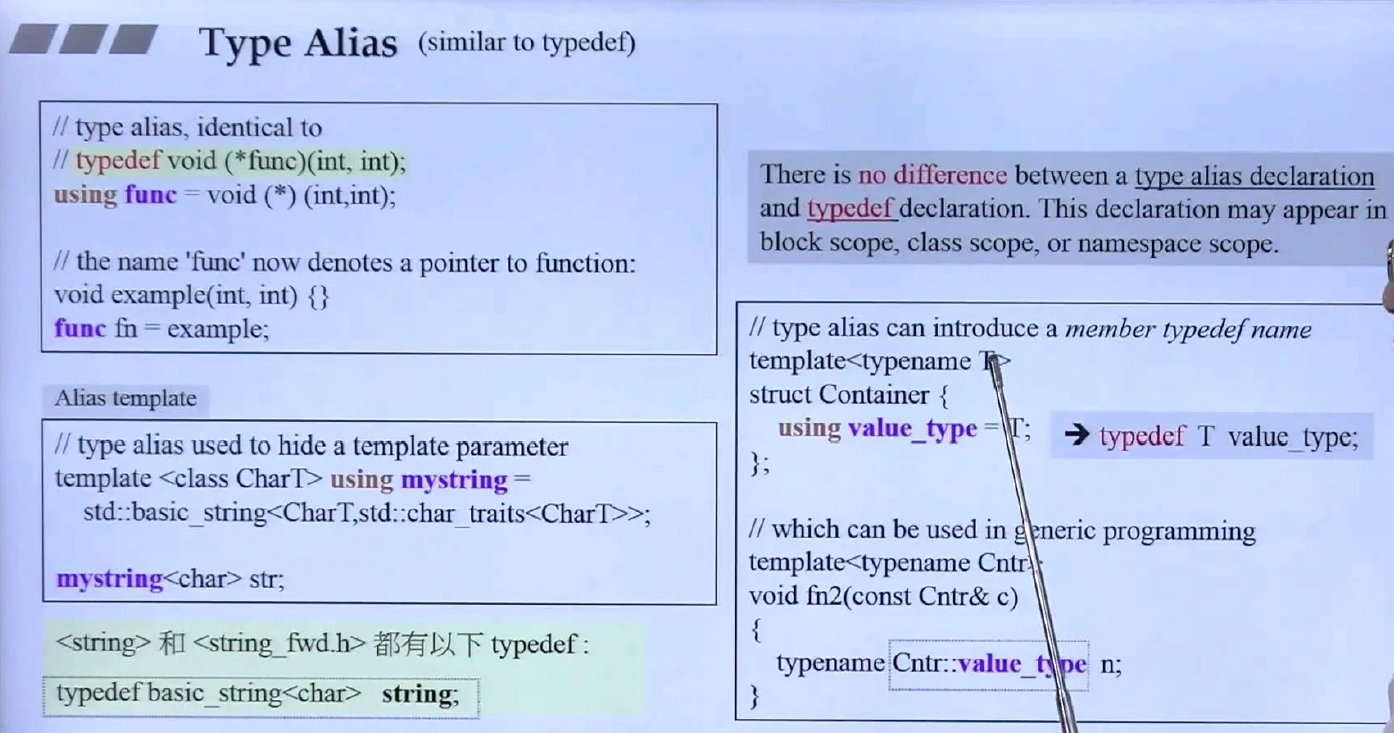 Type Alias (similar to typedef)
// type alias, identical to
// typedef void (*func)(int, int);
using func = void (*) (int,int);
// the name 'func' now denotes a pointer to function:
void example(int, int) {}
func fn = example;
Alias template
// type alias used to hide a template parameter
template <class CharT> using mystring =
std::basic_string<CharT,std::char_traits<CharT>>;
mystring<char> str;
<string> 和 <string_fwd.h> 都有以下 typedef :
typedef basic_string<char> string;
There is no difference between a type alias declaration
and typedef declaration. This declaration may appear in
block scope, class scope, or namespace scope.
// type alias can introduce a member typedef name
template<typename T>
struct Container {
using value_type = T;
};
➔ typedef T value_type;
// which can be used in generic programming
template<typename Cntr>
void fn2(const Cntr& c)
{
typename Cntr::value_type n;
}